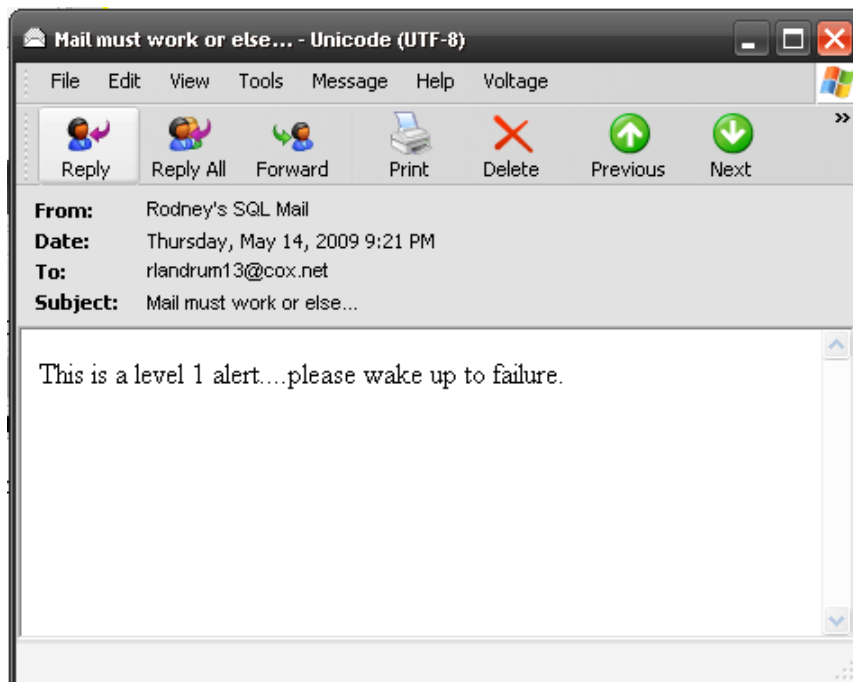 Mail must work or else... - Unicode (UTF-8)
File Edit View Tools Message Help Voltage
Reply Reply All Forward Print Delete Previous Next
From: Rodney's SQL Mail
Date: Thursday, May 14, 2009 9:21 PM
To: rlandrum13@cox.net
Subject: Mail must work or else...
This is a level 1 alert....please wake up to failure.